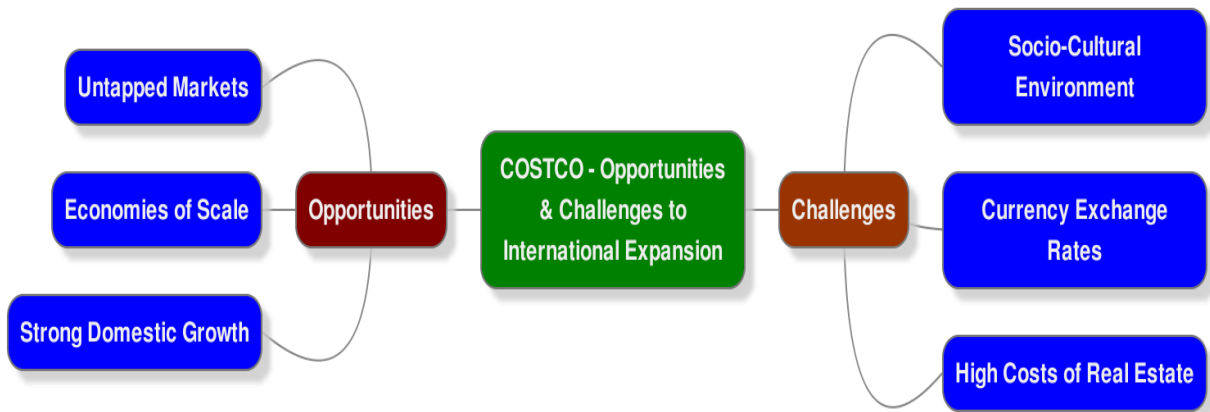 Untapped Markets
Economies of Scale
Strong Domestic Growth
Opportunities
COSTCO - Opportunities
& Challenges to
International Expansion
Challenges
Socio-Cultural
Environment
Currency Exchange
Rates
High Costs of Real Estate